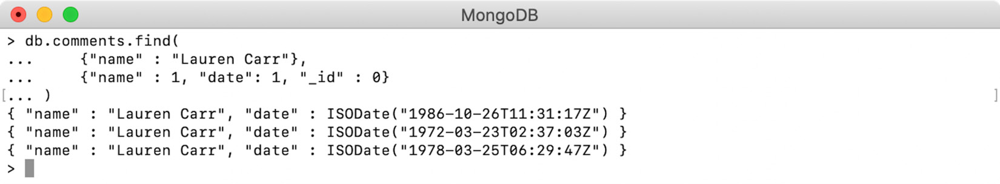 MongoDB
> db.comments.find(
...     {"name" : "Lauren Carr"},
...     {"name" : 1, "date": 1, "_id" : 0}
[... )                                                                                                        ]
{ "name" : "Lauren Carr", "date" : ISODate("1986-10-26T11:31:17Z") }
{ "name" : "Lauren Carr", "date" : ISODate("1972-03-23T02:37:03Z") }
{ "name" : "Lauren Carr", "date" : ISODate("1978-03-25T06:29:47Z") }
>